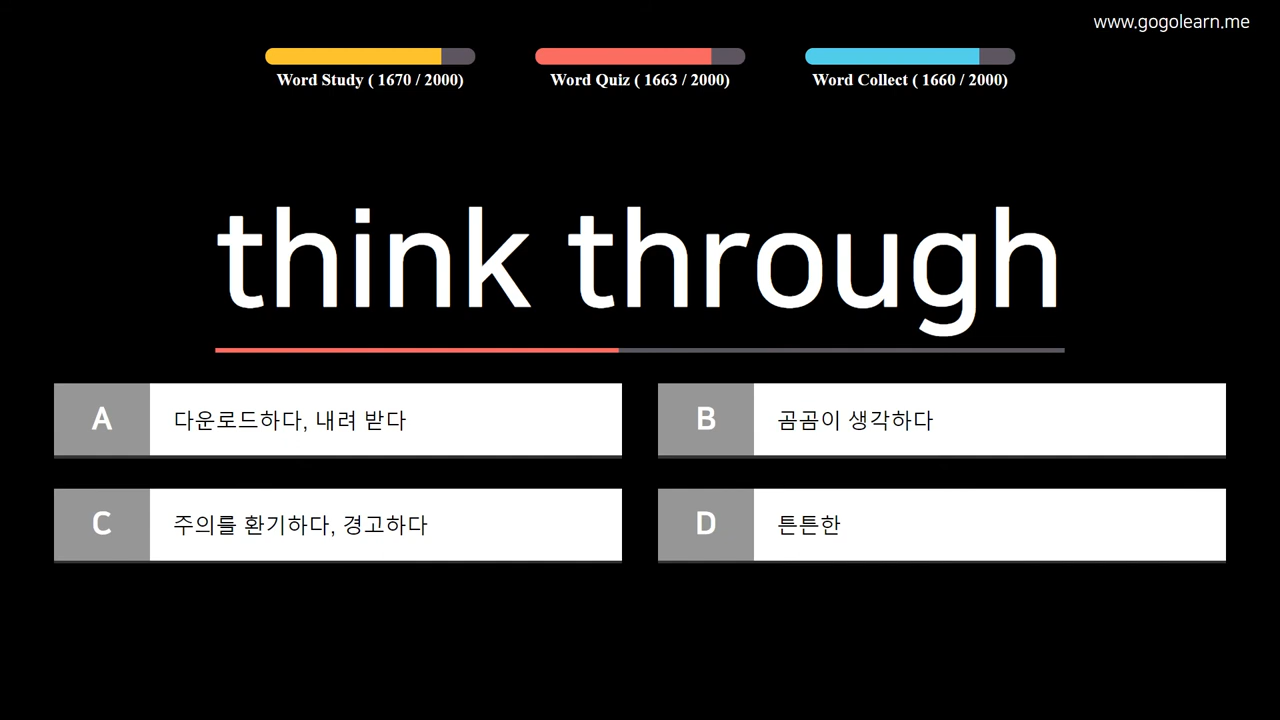 www.gogolearn.me
Word Study ( 1670 / 2000)
Word Quiz ( 1663 / 2000)
Word Collect ( 1660 / 2000)
think through
A 다운로드하다, 내려 받다
B 곰곰이 생각하다
C 주의를 환기하다, 경고하다
D 튼튼한